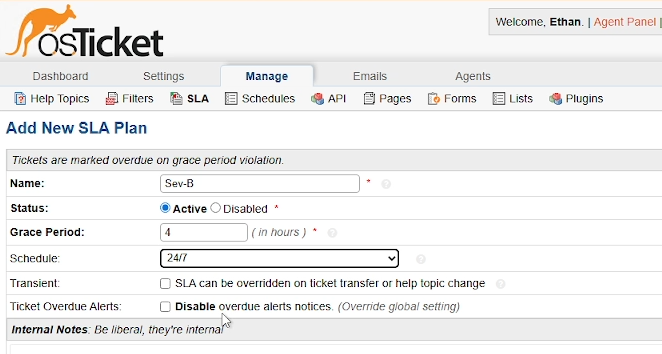 osTicket
Welcome, Ethan. | Agent Panel |
Dashboard Settings Manage Emails Agents
Help Topics Filters SLA Schedules API Pages Forms Lists Plugins
Add New SLA Plan
Tickets are marked overdue on grace period violation.
Name: Sev-B *
Status: Active Disabled *
Grace Period: 4 ( in hours ) *
Schedule: 24/7
Transient: SLA can be overridden on ticket transfer or help topic change
Ticket Overdue Alerts: Disable overdue alerts notices. (Override global setting)
Internal Notes: Be liberal, they're internal